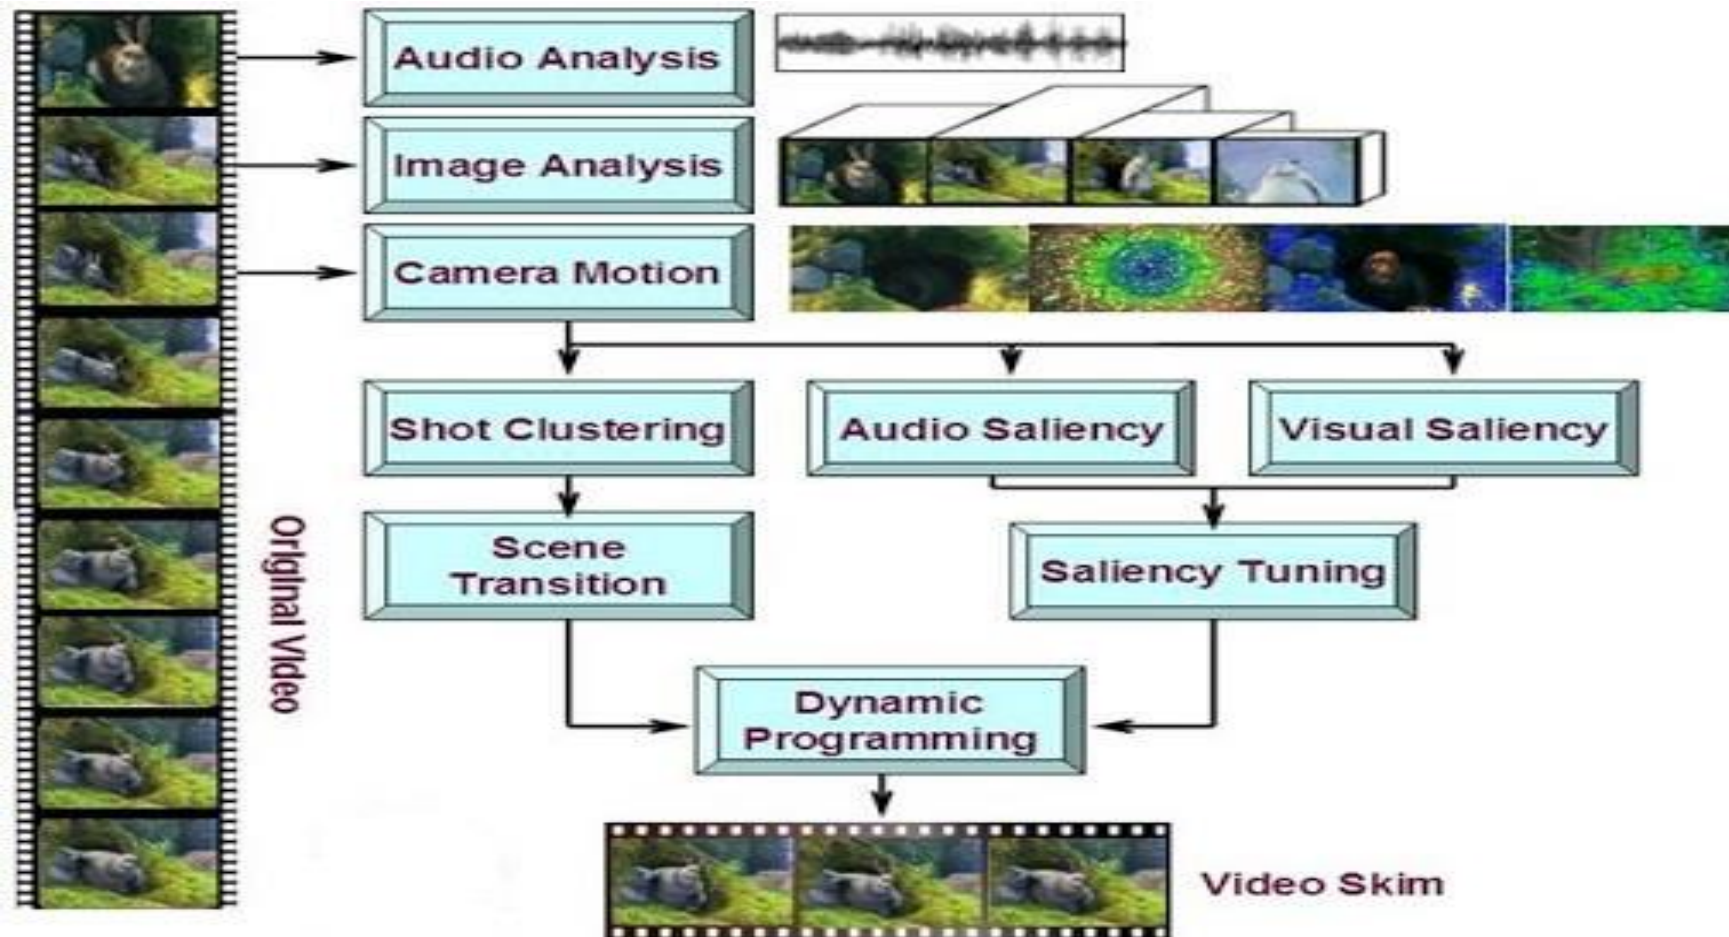 Audio Analysis
Image Analysis
Camera Motion
Shot Clustering
Audio Saliency
Visual Saliency
Original Video
Scene
Transition
Saliency Tuning
Dynamic
Programming
Video Skim